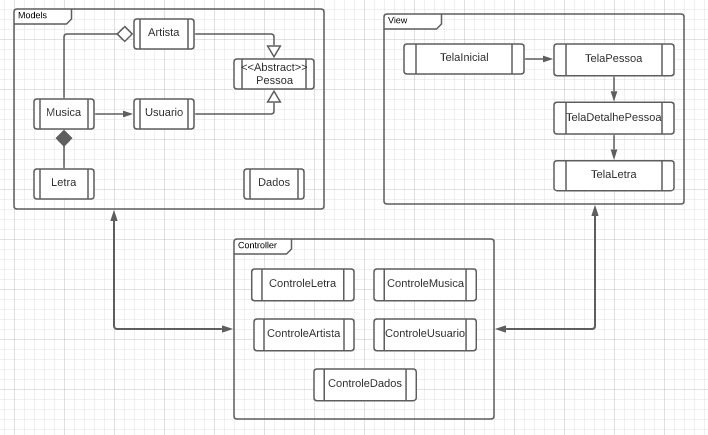 Models
Artista
<<Abstract>>
Pessoa
Musica
Usuario
Letra
Dados
View
TelaInicial
TelaPessoa
TelaDetalhePessoa
TelaLetra
Controller
ControleLetra
ControleMusica
ControleArtista
ControleUsuario
ControleDados